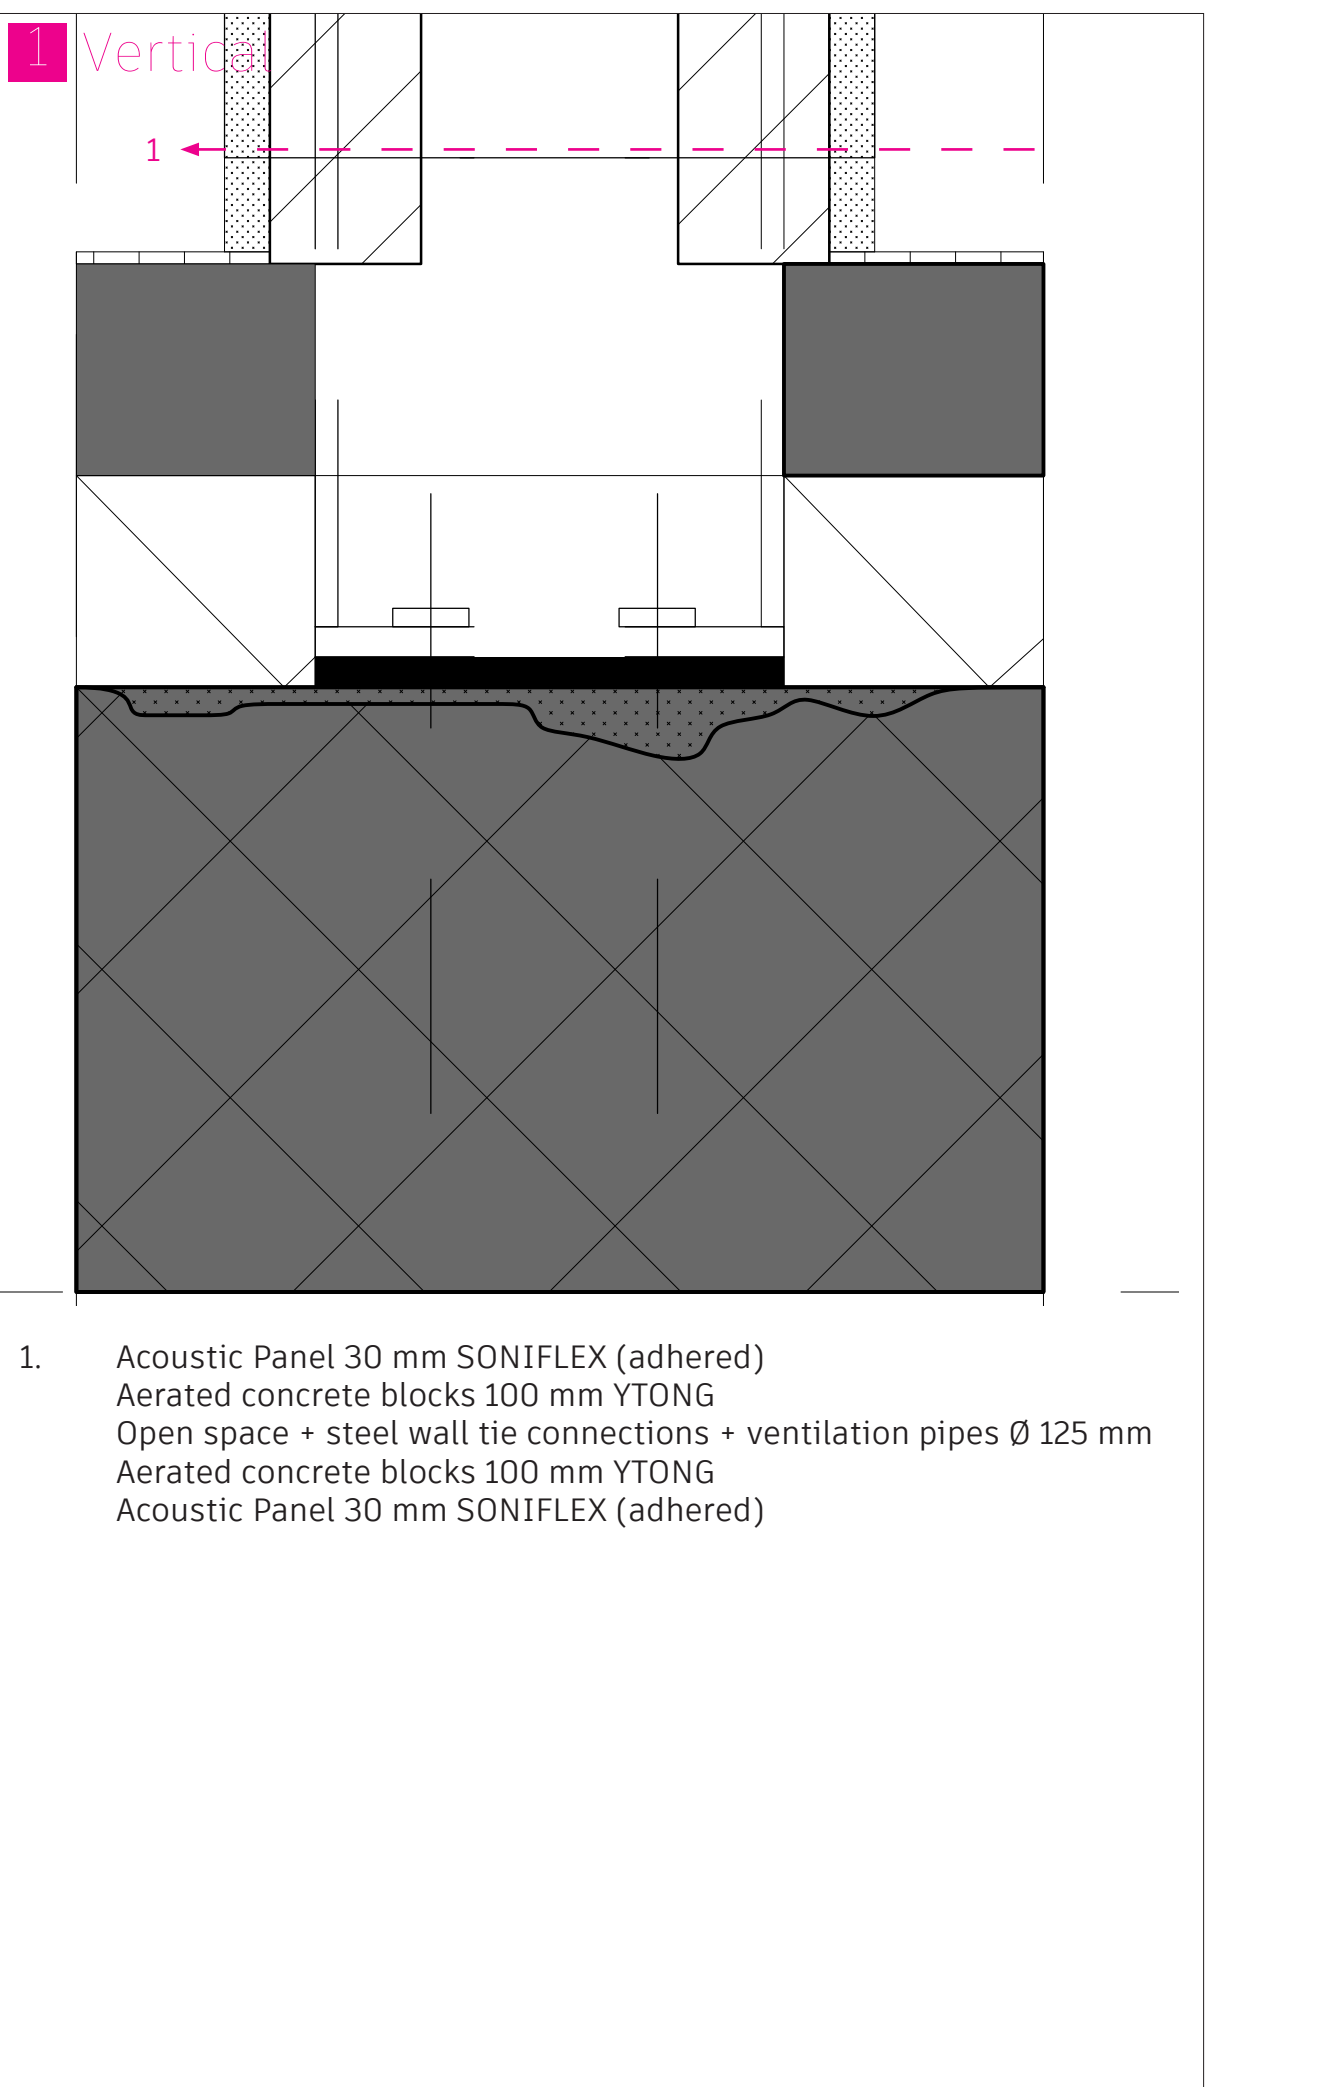 1 Vertical
1
1. Acoustic Panel 30 mm SONIFLEX (adhered)
Aerated concrete blocks 100 mm YTONG
Open space + steel wall tie connections + ventilation pipes Ø 125 mm
Aerated concrete blocks 100 mm YTONG
Acoustic Panel 30 mm SONIFLEX (adhered)